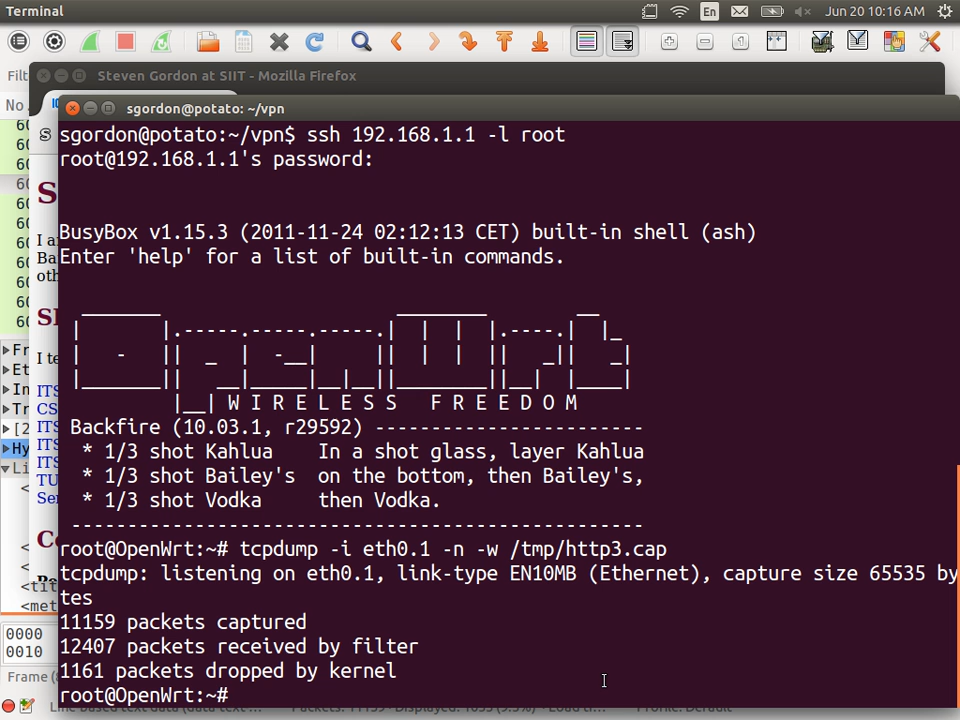 Terminal
En
Jun 20 10:16 AM
Steven Gordon at SIIT - Mozilla Firefox
sgordon@potato: ~/vpn
sgordon@potato:~/vpn$ ssh 192.168.1.1 -l root
root@192.168.1.1's password:
BusyBox v1.15.3 (2011-11-24 02:12:13 CET) built-in shell (ash)
Enter 'help' for a list of built-in commands.
OpenWrt
W I R E L E S S   F R E E D O M
Backfire (10.03.1, r29592) ------------------------
* 1/3 shot Kahlua    In a shot glass, layer Kahlua
* 1/3 shot Bailey's  on the bottom, then Bailey's,
* 1/3 shot Vodka     then Vodka.
---------------------------------------------------
root@OpenWrt:~# tcpdump -i eth0.1 -n -w /tmp/http3.cap
tcpdump: listening on eth0.1, link-type EN10MB (Ethernet), capture size 65535 by
tes
11159 packets captured
12407 packets received by filter
1161 packets dropped by kernel
root@OpenWrt:~#
0000
0010